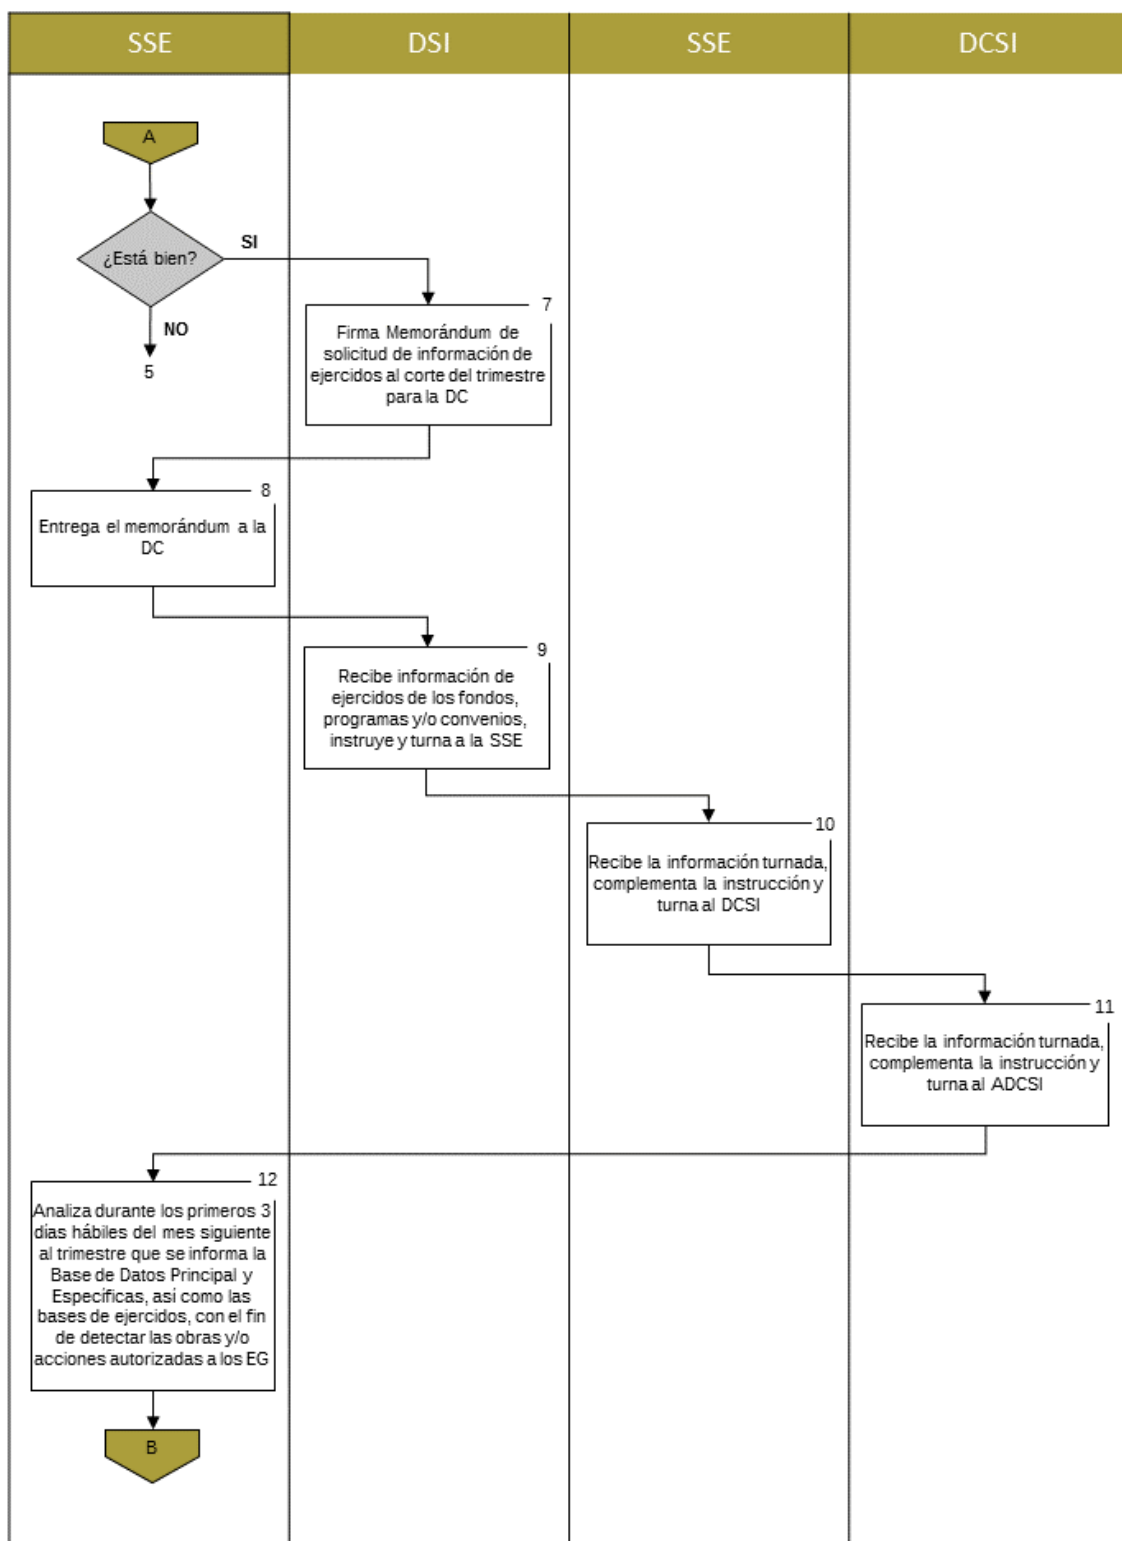 SSE
DSI
SSE
DCSI
A
¿Está bien?
SI
NO
5
7
Firma Memorándum de
solicitud de información de
ejercidos al corte del trimestre
para la DC
8
Entrega el memorándum a la
DC
9
Recibe información de
ejercidos de los fondos,
programas y/o convenios,
instruye y turna a la SSE
10
Recibe la información turnada,
complementa la instrucción y
turna al DCSI
11
Recibe la información turnada,
complementa la instrucción y
turna al ADCSI
12
Analiza durante los primeros 3
días hábiles del mes siguiente
al trimestre que se informa la
Base de Datos Principal y
Específicas, así como las
bases de ejercidos, con el fin
de detectar las obras y/o
acciones autorizadas a los EG
B